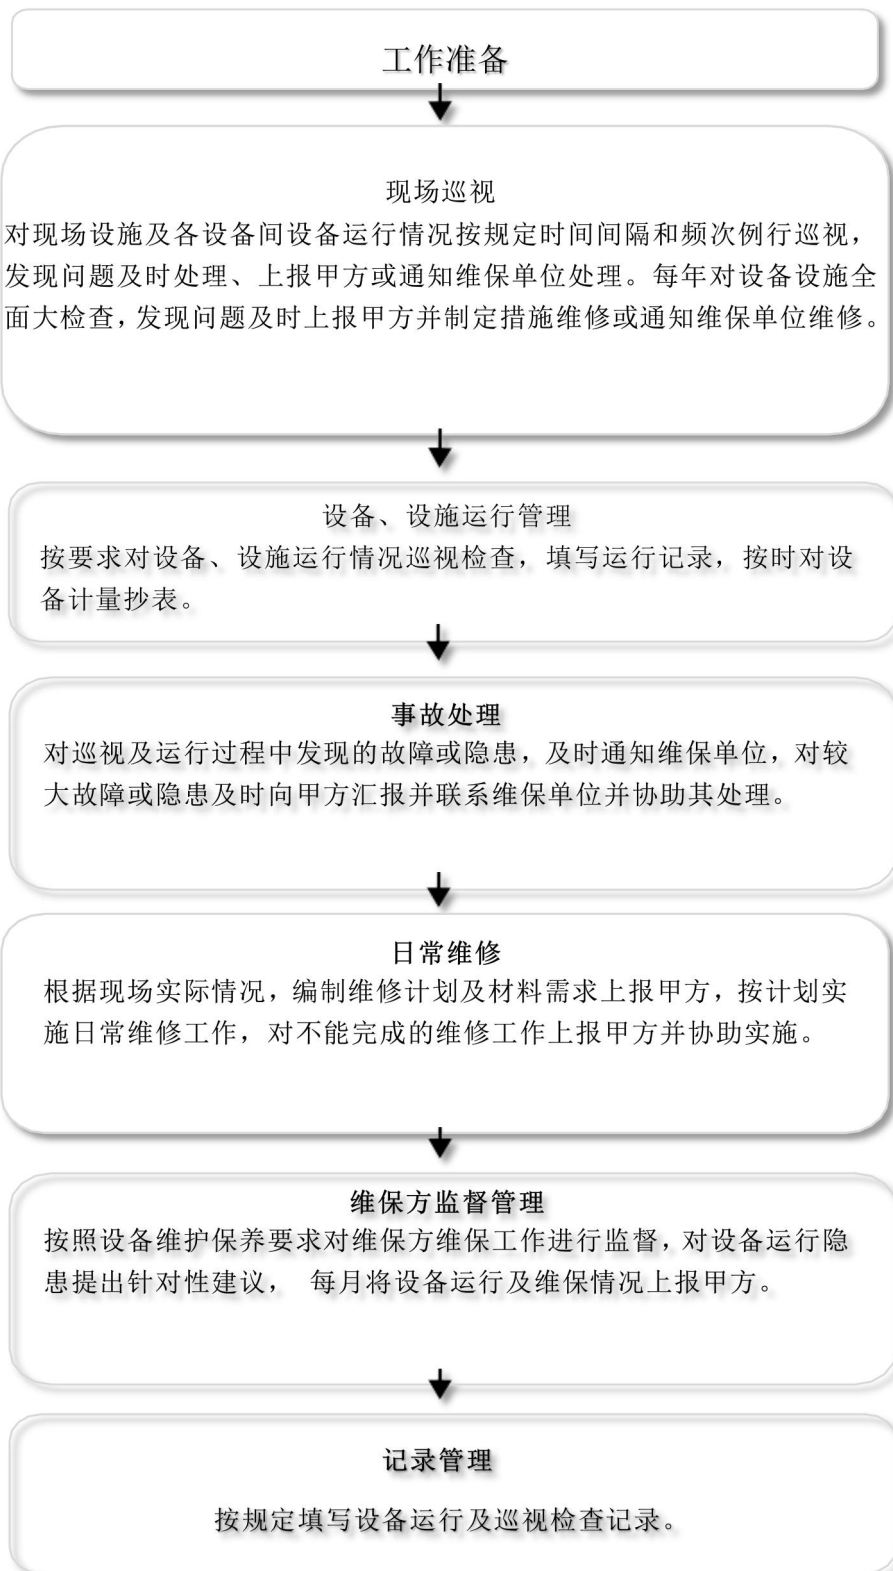 工作准备
现场巡视
对现场设施及各设备间设备运行情况按规定时间间隔和频次例行巡视，
发现问题及时处理、上报甲方或通知维保单位处理。每年对设备设施全
面大检查，发现问题及时上报甲方并制定措施维修或通知维保单位维修。
设备、设施运行管理
按要求对设备、设施运行情况巡视检查，填写运行记录，按时对设
备计量抄表。
事故处理
对巡视及运行过程中发现的故障或隐患，及时通知维保单位，对较
大故障或隐患及时向甲方汇报并联系维保单位并协助其处理。
日常维修
根据现场实际情况，编制维修计划及材料需求上报甲方，按计划实
施日常维修工作，对不能完成的维修工作上报甲方并协助实施。
维保方监督管理
按照设备维护保养要求对维保方维保工作进行监督，对设备运行隐
患提出针对性建议， 每月将设备运行及维保情况上报甲方。
记录管理
按规定填写设备运行及巡视检查记录。